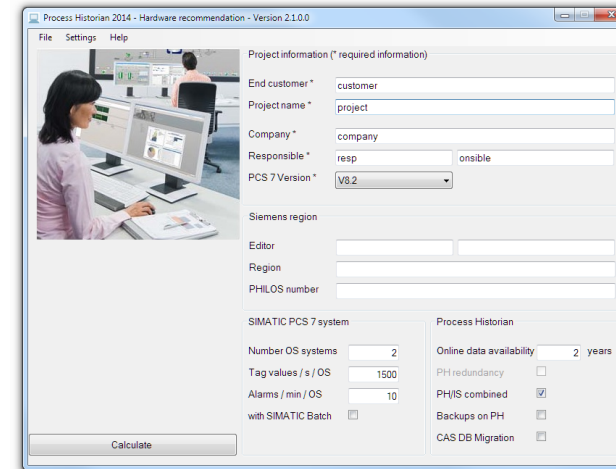 Process Historian 2014 - Hardware recommendation - Version 2.1.0.0
File Settings Help
Project information (* required information)
End customer * customer
Project name * project
Company * company
Responsible * resp onsible
PCS 7 Version * V8.2
Siemens region
Editor
Region
PHILOS number
SIMATIC PCS 7 system
Number OS systems 2
Tag values / s / OS 1500
Alarms / min / OS 10
with SIMATIC Batch
Process Historian
Online data availability 2 years
PH redundancy
PH/IS combined
Backups on PH
CAS DB Migration
Calculate